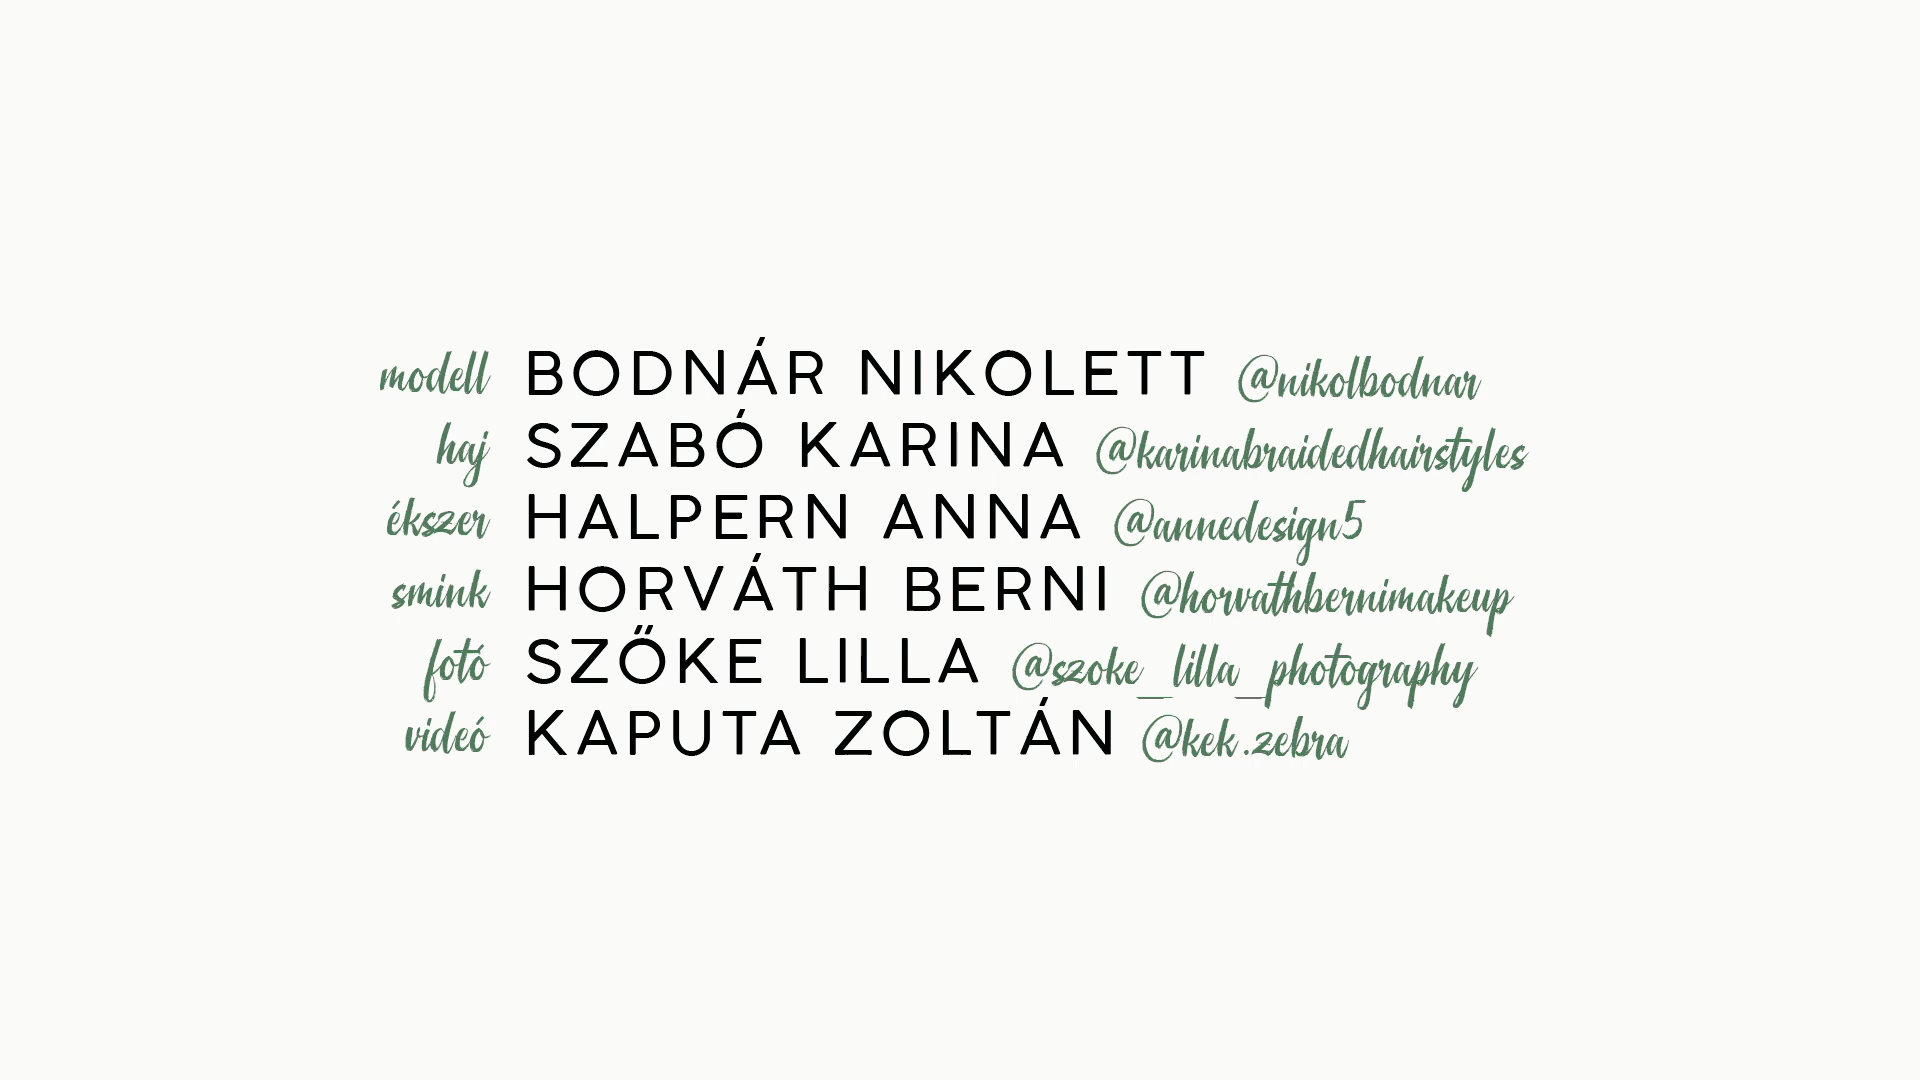 modell BODNÁR NIKOLETT @nikolbodnar
haj SZABÓ KARINA @karinabraidedhairstyles
ékszer HALPERN ANNA @annedesign5
smink HORVÁTH BERNI @horvathbernimakeup
fotó SZŐKE LILLA @szoke_lilla_photography
videó KAPUTA ZOLTÁN @kek.zebra